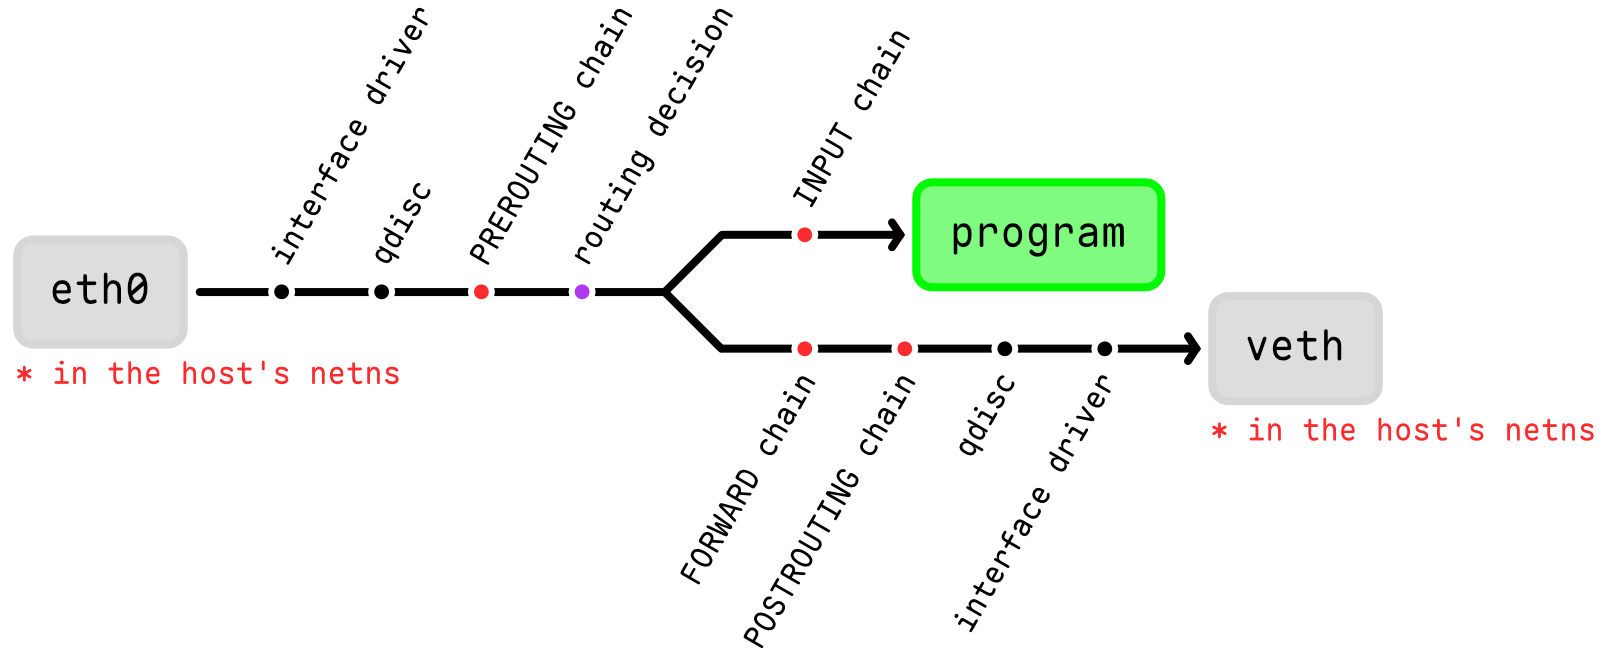 interface driver
qdisc
PREROUTING chain
routing decision
INPUT chain
eth0
* in the host's netns
program
veth
* in the host's netns
FORWARD chain
POSTROUTING chain
qdisc
interface driver